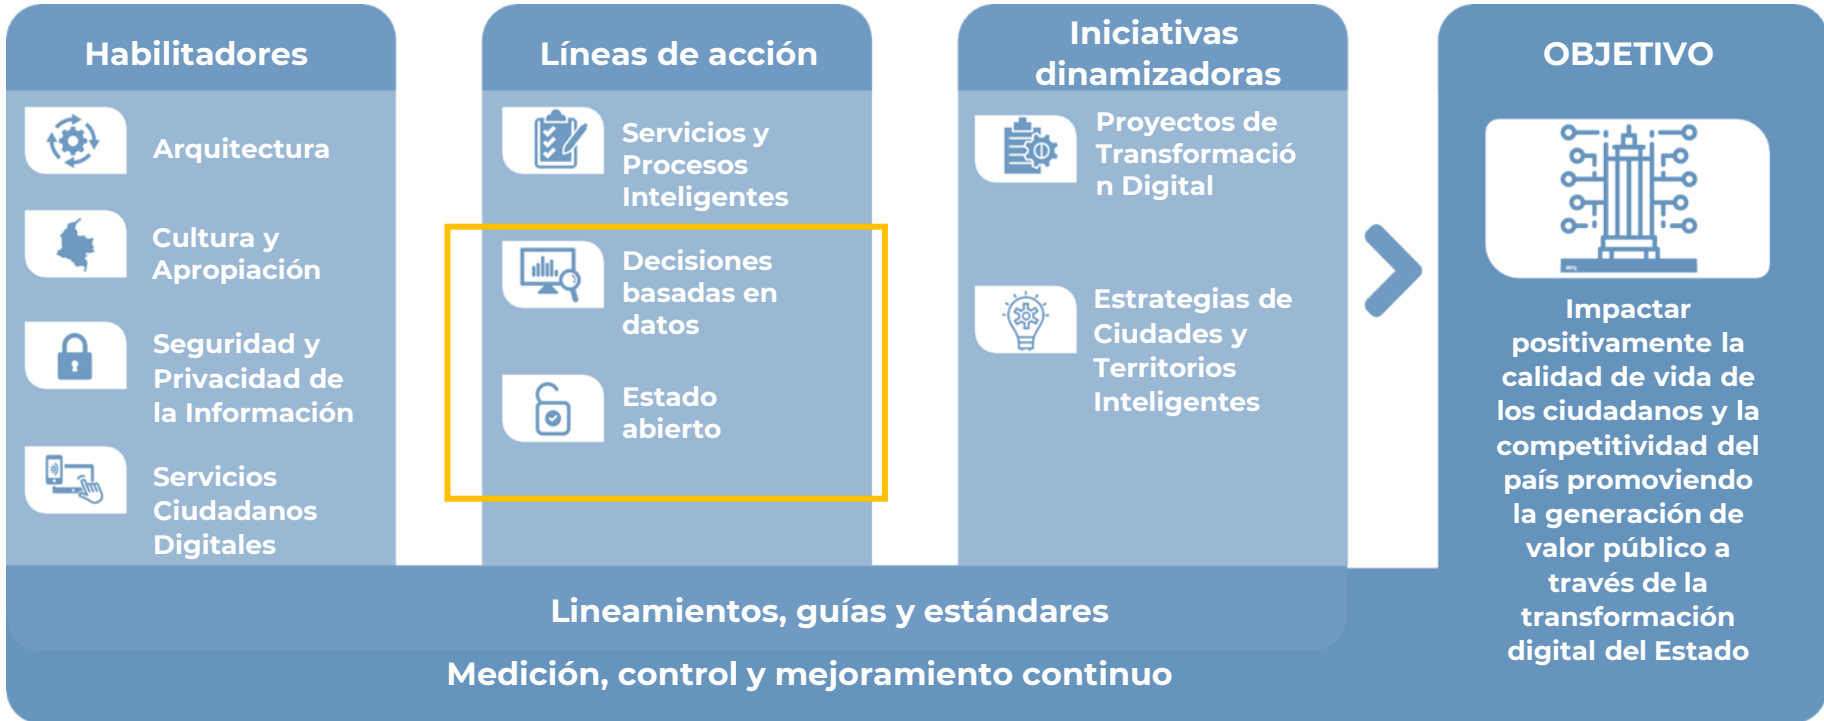 Habilitadores
Arquitectura
Cultura y
Apropiación
Seguridad y
Privacidad de
la Información
Servicios
Ciudadanos
Digitales
Líneas de acción
Servicios y
Procesos
Inteligentes
Decisiones
basadas en
datos
Estado
abierto
Iniciativas
dinamizadoras
Proyectos de
Transformació
n Digital
Estrategias de
Ciudades y
Territorios
Inteligentes
OBJETIVO
Impactar
positivamente la
calidad de vida de
los ciudadanos y la
competitividad del
país promoviendo
la generación de
valor público a
través de la
transformación
digital del Estado
Lineamientos, guías y estándares
Medición, control y mejoramiento continuo